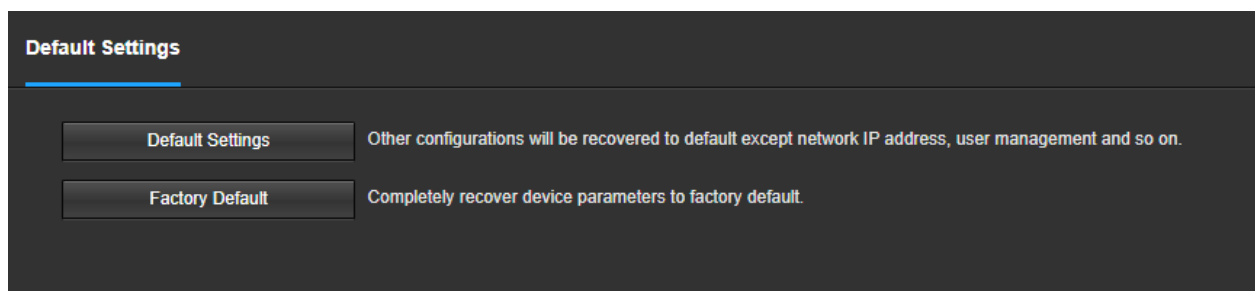 Default Settings
Default Settings
Other configurations will be recovered to default except network IP address, user management and so on.
Factory Default
Completely recover device parameters to factory default.